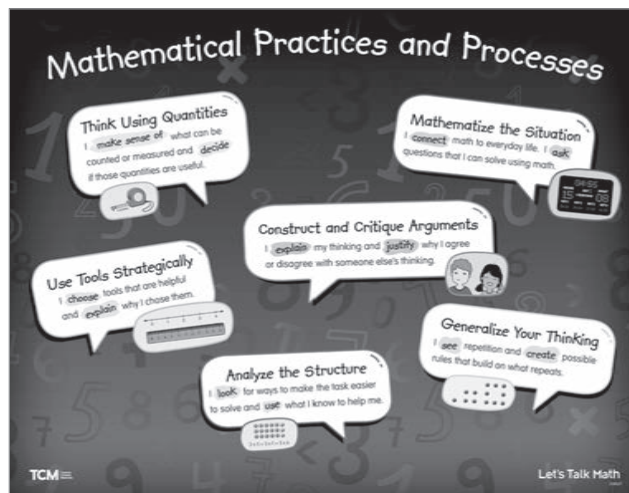 Mathematical Practices and Processes
Think Using Quantities
I make sense of what can be
counted or measured and decide
if those quantities are useful.
Mathematize the Situation
I connect math to everyday life. I ask
questions that I can solve using math.
04:55
15
08
Construct and Critique Arguments
I explain my thinking and justify why I agree
or disagree with someone else's thinking.
Use Tools Strategically
I choose tools that are helpful
and explain why I chose them.
Generalize Your Thinking
I see repetition and create possible
rules that build on what repeats.
Analyze the Structure
I look for ways to make the task easier
to solve and use what I know to help me.
TCM
Let's Talk Math